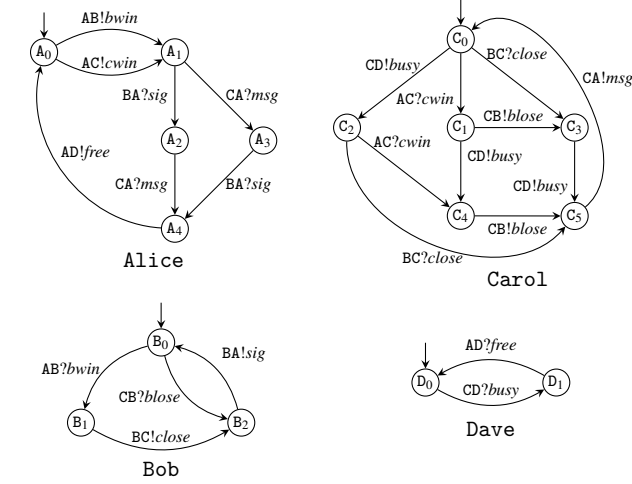 AB!bwin
A₀
A₁
AC!cwin
BA?sig
CA?msg
A₂
A₃
CA?msg
BA?sig
AD!free
A₄
Alice
C₀
CD!busy
BC?close
CA!msg
AC?cwin
C₂
C₁
CB!blose
C₃
AC?cwin
CD!busy
CD!busy
C₄
CB!blose
C₅
BC?close
Carol
B₀
AB?bwin
BA!sig
CB?blose
B₁
B₂
BC!close
Bob
AD?free
D₀
D₁
CD?busy
Dave